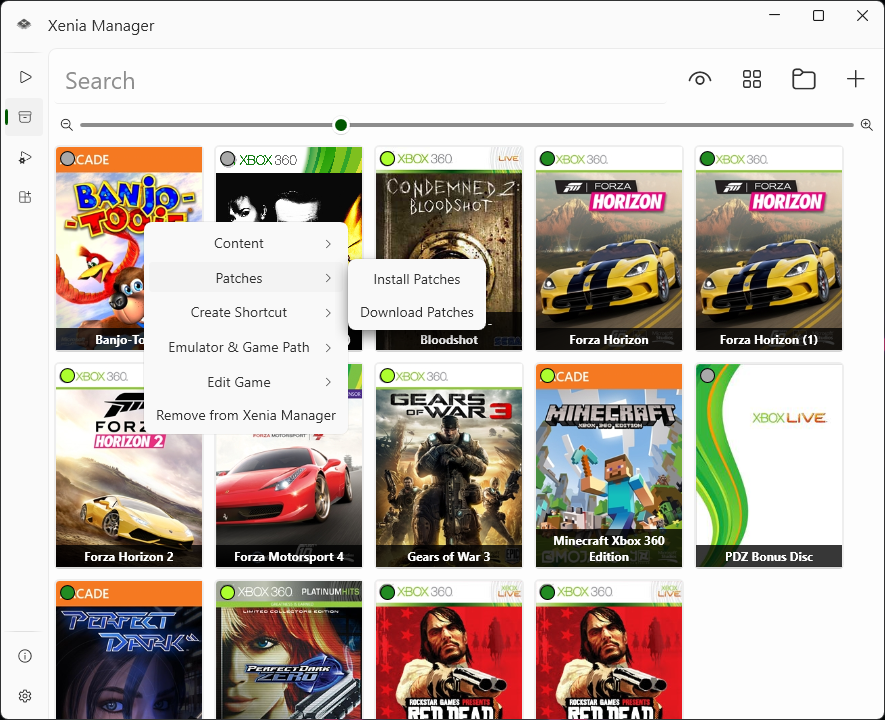 Xenia Manager
Search
CADE
XBOX 360
XBOX 360.
LIVE
XBOX 360.
XBOX 360.
BANJO-
TOOIE
CONDEMNED 2:
BLOODSHOT
FORZA
HORIZON
FORZA
HORIZON
Content
Patches
Install Patches
Create Shortcut
Download Patches
Emulator & Game Path
Edit Game
Remove from Xenia Manager
Banjo-To
Bloodshot
SEGA
Forza Horizon
Forza Horizon (1)
XBOX 360.
XBOX 360.
CADE
HORIZON 2
FORZA MOTORSPORT 4
GEARS
OF WAR 3
MINECRAFT
XBOX 360 EDITION
XBOX LIVE
Forza Horizon 2
Forza Motorsport 4
Gears of War 3
Minecraft Xbox 360
Edition
MOJA
PDZ Bonus Disc
CADE
XBOX 360
PLATINUM HITS
XBOX 360.
XBOX LIVE
XBOX 360.
XBOX LIVE
LIMITED COLLECTOR'S EDITION
PERFECT
DARK
PERFECT DARK
ZERO
ROCKSTAR GAMES PRESENTS
RED DEAD
ROCKSTAR GAMES PRESENTS
RED DEAD